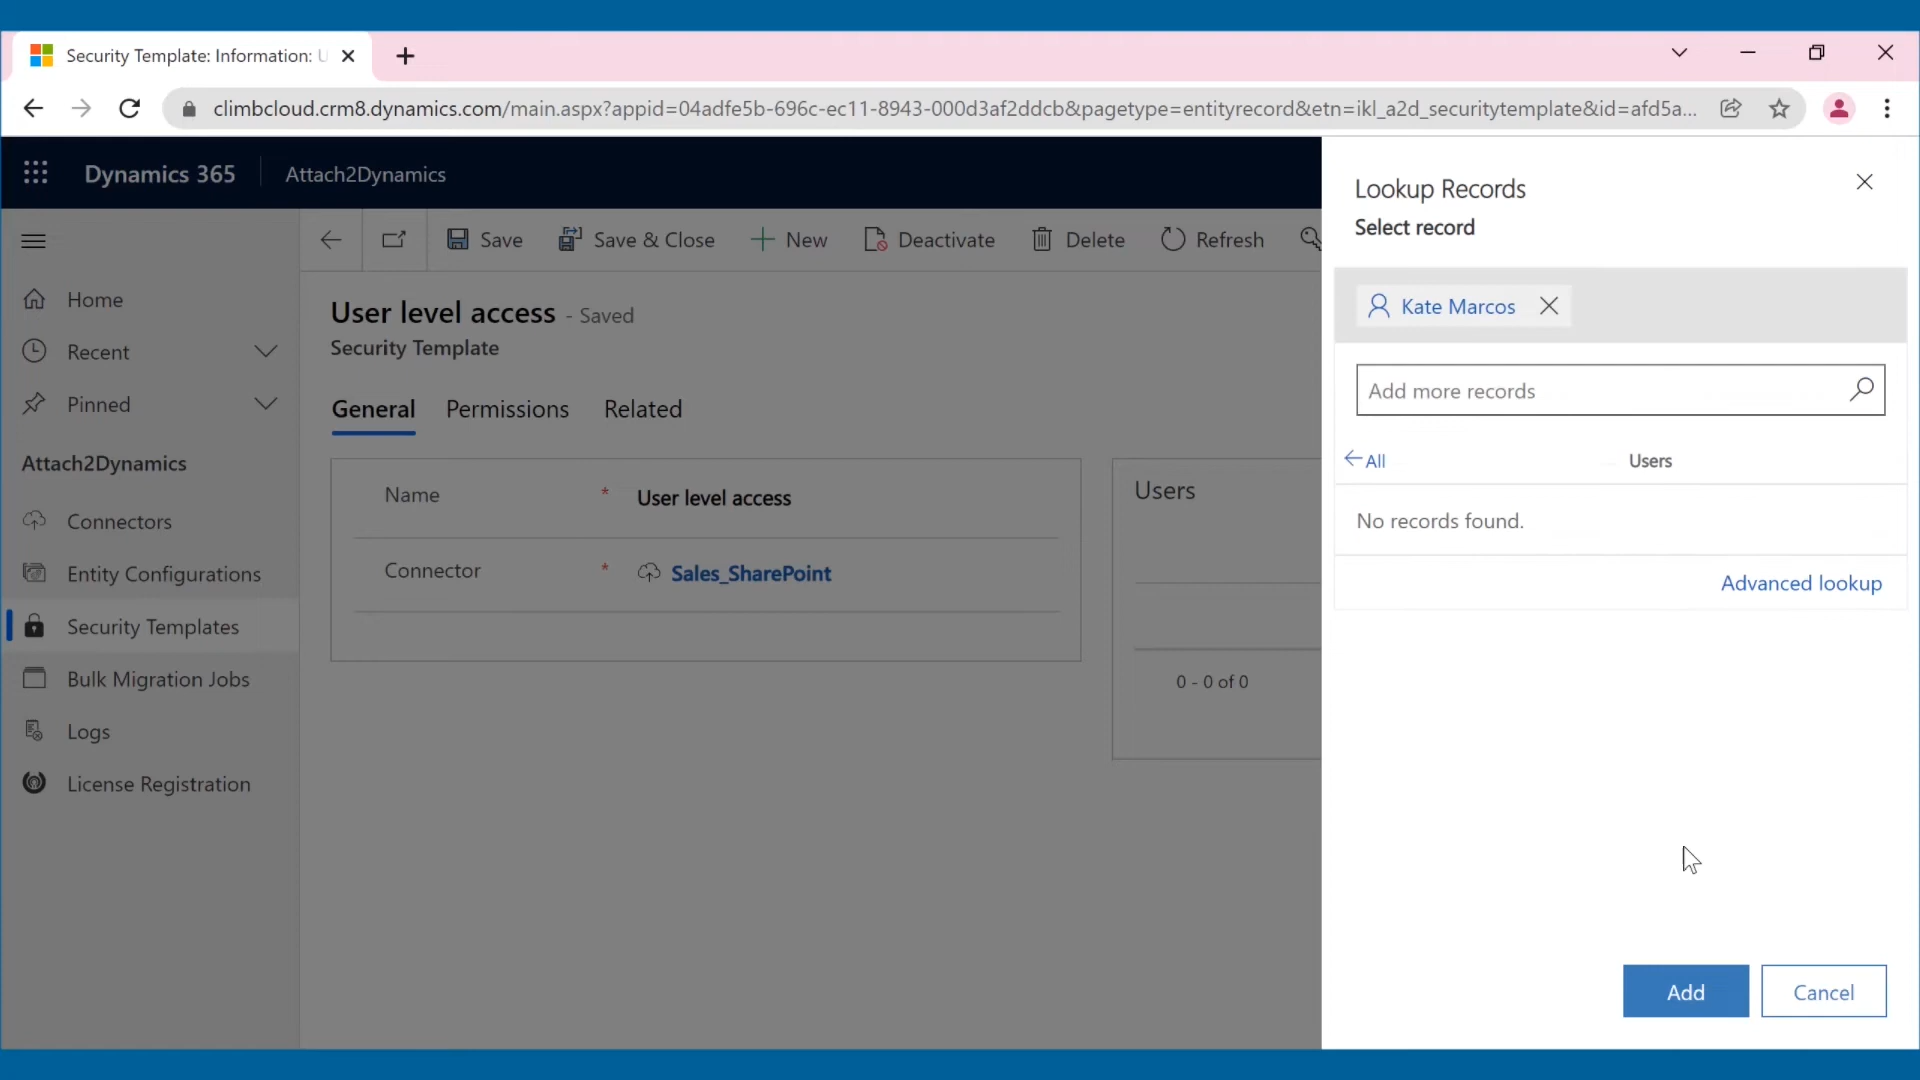 Security Template: Information: U
climbcloud.crm8.dynamics.com/main.aspx?appid=04adfe5b-696c-ec11-8943-000d3af2ddcb&pagetype=entityrecord&etn=ikl_a2d_securitytemplate&id=afd5a...
Dynamics 365
Attach2Dynamics
Save
Save & Close
New
Deactivate
Delete
Refresh
Home
Recent
Pinned
Attach2Dynamics
Connectors
Entity Configurations
Security Templates
Bulk Migration Jobs
Logs
License Registration
User level access - Saved
Security Template
General
Permissions
Related
Name * User level access
Connector * Sales_SharePoint
Users
0 - 0 of 0
Lookup Records
Select record
Kate Marcos
Add more records
All
Users
No records found.
Advanced lookup
Add
Cancel